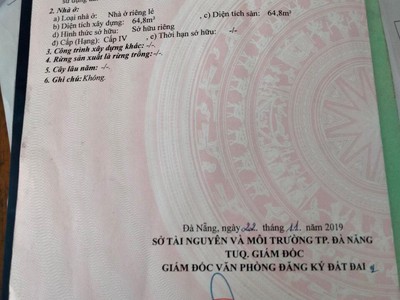 2. Nhà ở:
a) Loại nhà ở: Nhà ở riêng lẻ
b) Diện tích xây dựng: 64,8m² , c) Diện tích sàn: 64,8m²
d) Hình thức sở hữu: Sở hữu riêng
đ) Cấp (Hạng): Cấp IV , e) Thời hạn sở hữu: -/-
3. Công trình xây dựng khác: -/-
4. Rừng sản xuất là rừng trồng: -/-
5. Cây lâu năm: -/-
6. Ghi chú: Không.
Đà Nẵng, ngày 22 tháng 11 năm 2019
SỞ TÀI NGUYÊN VÀ MÔI TRƯỜNG TP. ĐÀ NẴNG
TUQ. GIÁM ĐỐC
GIÁM ĐỐC VĂN PHÒNG ĐĂNG KÝ ĐẤT ĐAI